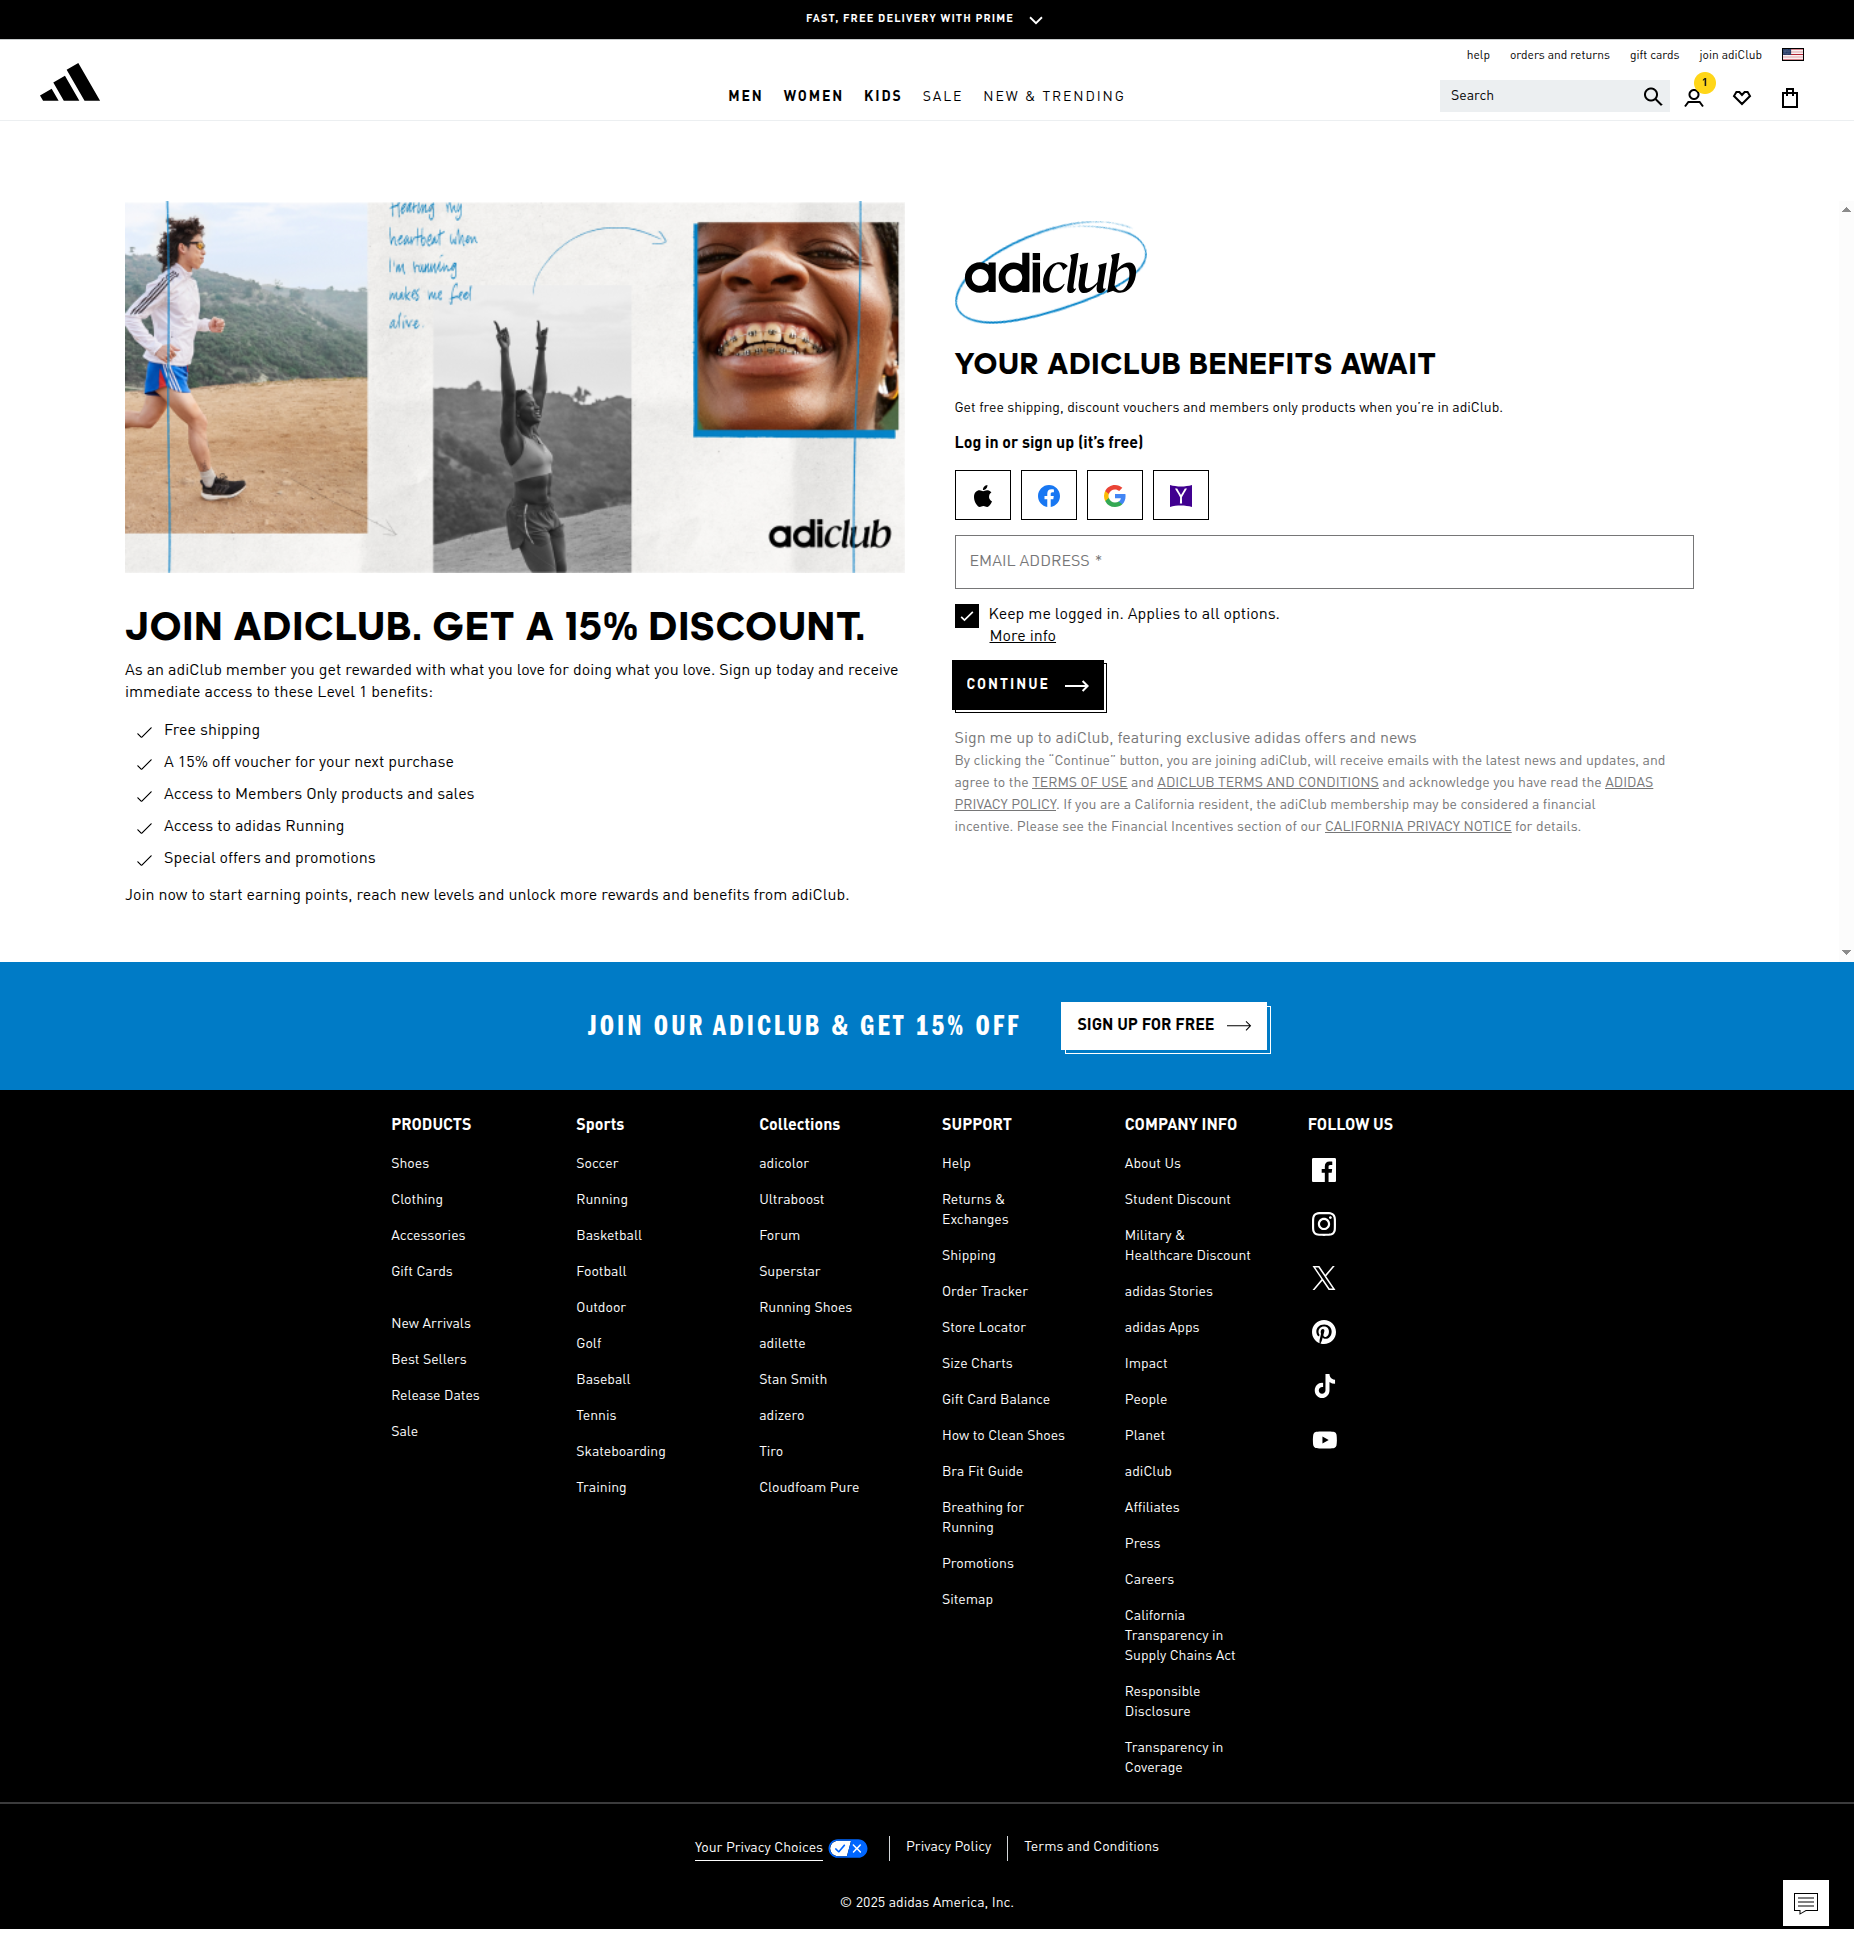 FAST, FREE DELIVERY WITH PRIME
help
orders and returns
gift cards
join adiClub
MEN
WOMEN
KIDS
SALE
NEW & TRENDING
Search
1
Hearing my
heartbeat when
I'm running
makes me feel
alive.
adiclub
JOIN ADICLUB. GET A 15% DISCOUNT.
As an adiClub member you get rewarded with what you love for doing what you love. Sign up today and receive
immediate access to these Level 1 benefits:
Free shipping
A 15% off voucher for your next purchase
Access to Members Only products and sales
Access to adidas Running
Special offers and promotions
Join now to start earning points, reach new levels and unlock more rewards and benefits from adiClub.
adiclub
YOUR ADICLUB BENEFITS AWAIT
Get free shipping, discount vouchers and members only products when you're in adiClub.
Log in or sign up (it's free)
EMAIL ADDRESS *
Keep me logged in. Applies to all options.
More info
CONTINUE
Sign me up to adiClub, featuring exclusive adidas offers and news
By clicking the "Continue" button, you are joining adiClub, will receive emails with the latest news and updates, and
agree to the TERMS OF USE and ADICLUB TERMS AND CONDITIONS and acknowledge you have read the ADIDAS
PRIVACY POLICY. If you are a California resident, the adiClub membership may be considered a financial
incentive. Please see the Financial Incentives section of our CALIFORNIA PRIVACY NOTICE for details.
JOIN OUR ADICLUB & GET 15% OFF
SIGN UP FOR FREE
PRODUCTS
Shoes
Clothing
Accessories
Gift Cards
New Arrivals
Best Sellers
Release Dates
Sale
Sports
Soccer
Running
Basketball
Football
Outdoor
Golf
Baseball
Tennis
Skateboarding
Training
Collections
adicolor
Ultraboost
Forum
Superstar
Running Shoes
adilette
Stan Smith
adizero
Tiro
Cloudfoam Pure
SUPPORT
Help
Returns &
Exchanges
Shipping
Order Tracker
Store Locator
Size Charts
Gift Card Balance
How to Clean Shoes
Bra Fit Guide
Breathing for
Running
Promotions
Sitemap
COMPANY INFO
About Us
Student Discount
Military &
Healthcare Discount
adidas Stories
adidas Apps
Impact
People
Planet
adiClub
Affiliates
Press
Careers
California
Transparency in
Supply Chains Act
Responsible
Disclosure
Transparency in
Coverage
FOLLOW US
Your Privacy Choices
Privacy Policy
Terms and Conditions
© 2025 adidas America, Inc.